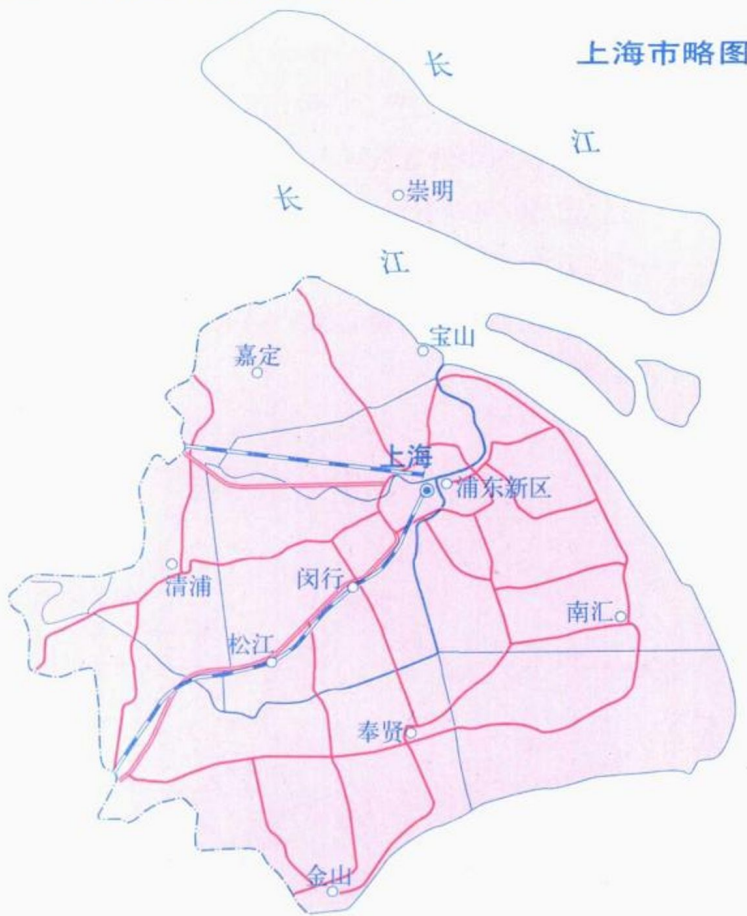 上海市略图
长
江
崇明
长
江
宝山
嘉定
上海
浦东新区
清浦
闵行
南汇
松江
奉贤
金山